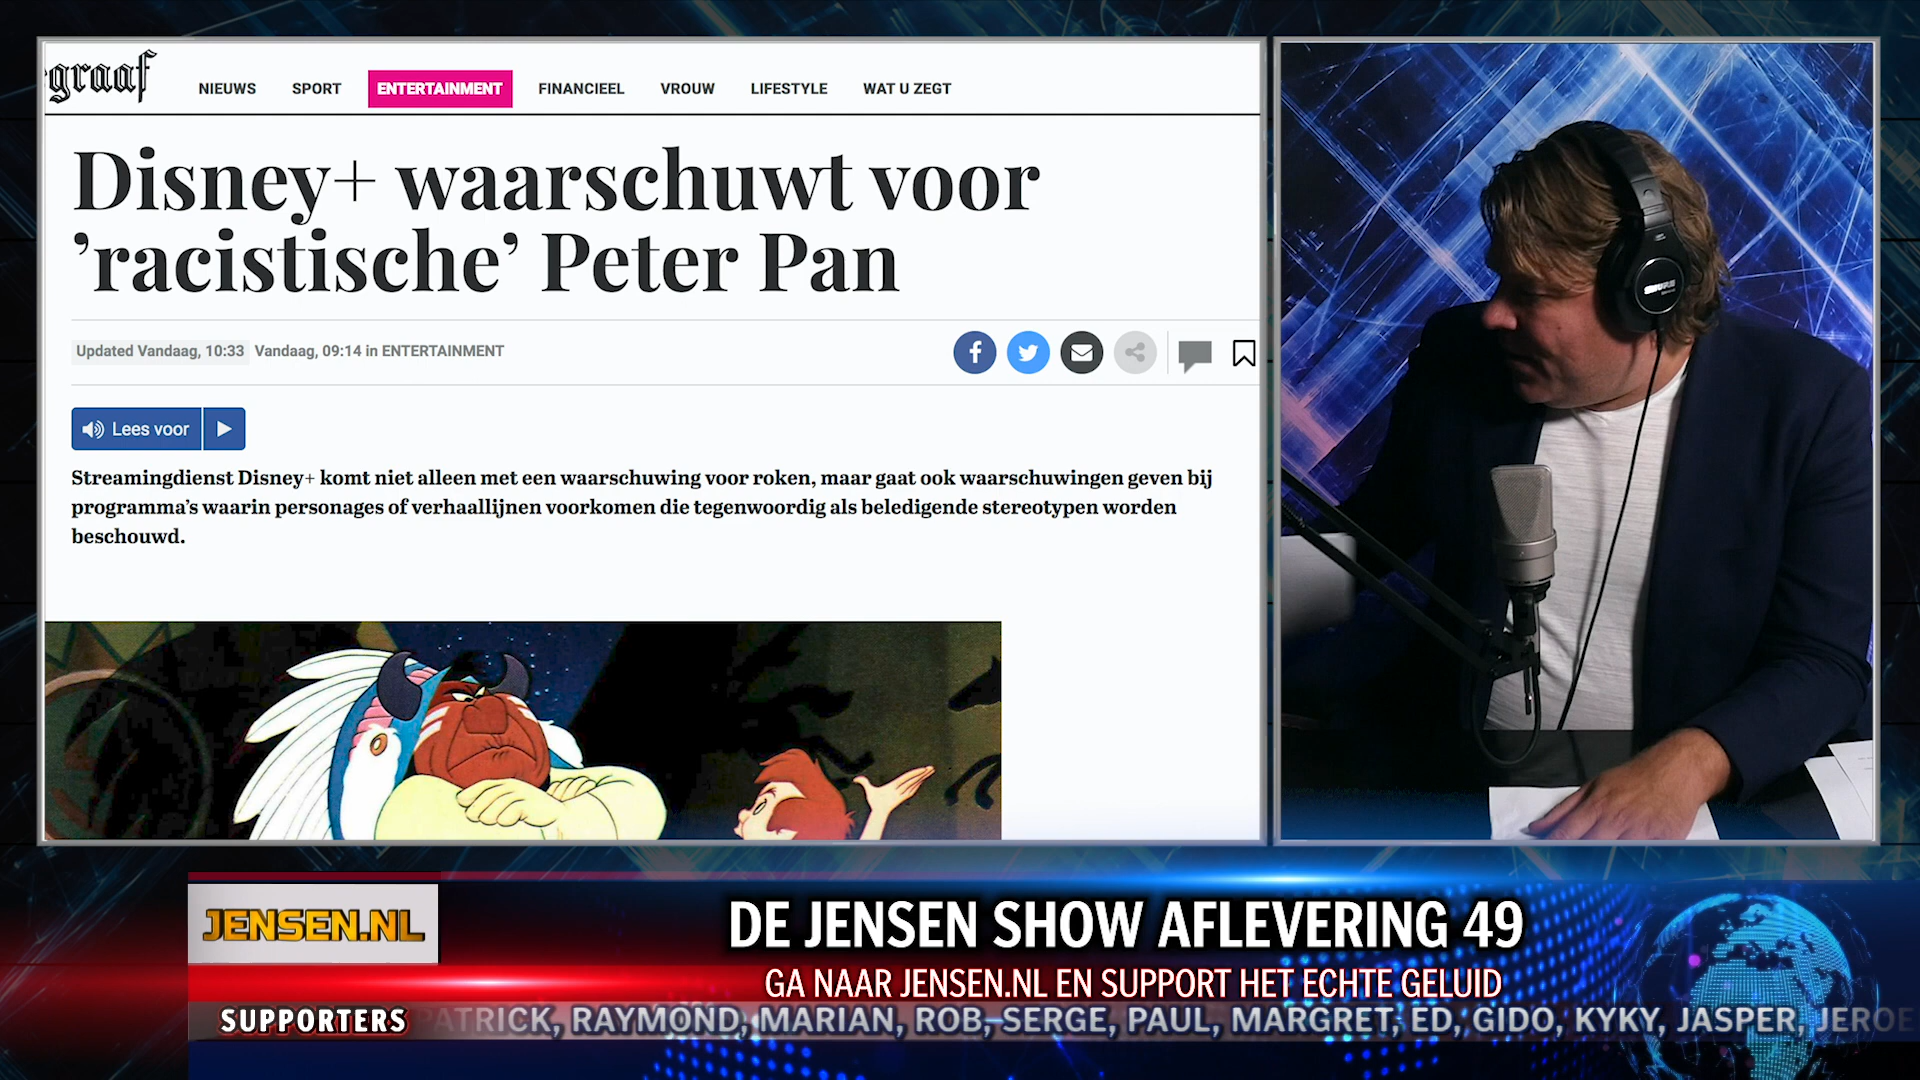 graaf
NIEUWS SPORT ENTERTAINMENT FINANCIEEL VROUW LIFESTYLE WAT U ZEGT
Disney+ waarschuwt voor
’racistische’ Peter Pan
Updated Vandaag, 10:33 Vandaag, 09:14 in ENTERTAINMENT
Lees voor
Streamingdienst Disney+ komt niet alleen met een waarschuwing voor roken, maar gaat ook waarschuwingen geven bij
programma’s waarin personages of verhaallijnen voorkomen die tegenwoordig als beledigende stereotypen worden
beschouwd.
SHURE
JENSEN.NL
DE JENSEN SHOW AFLEVERING 49
GA NAAR JENSEN.NL EN SUPPORT HET ECHTE GELUID
SUPPORTERS PATRICK, RAYMOND, MARIAN, ROB, SERGE, PAUL, MARGRET, ED, GIDO, KYKY, JASPER, JEROE